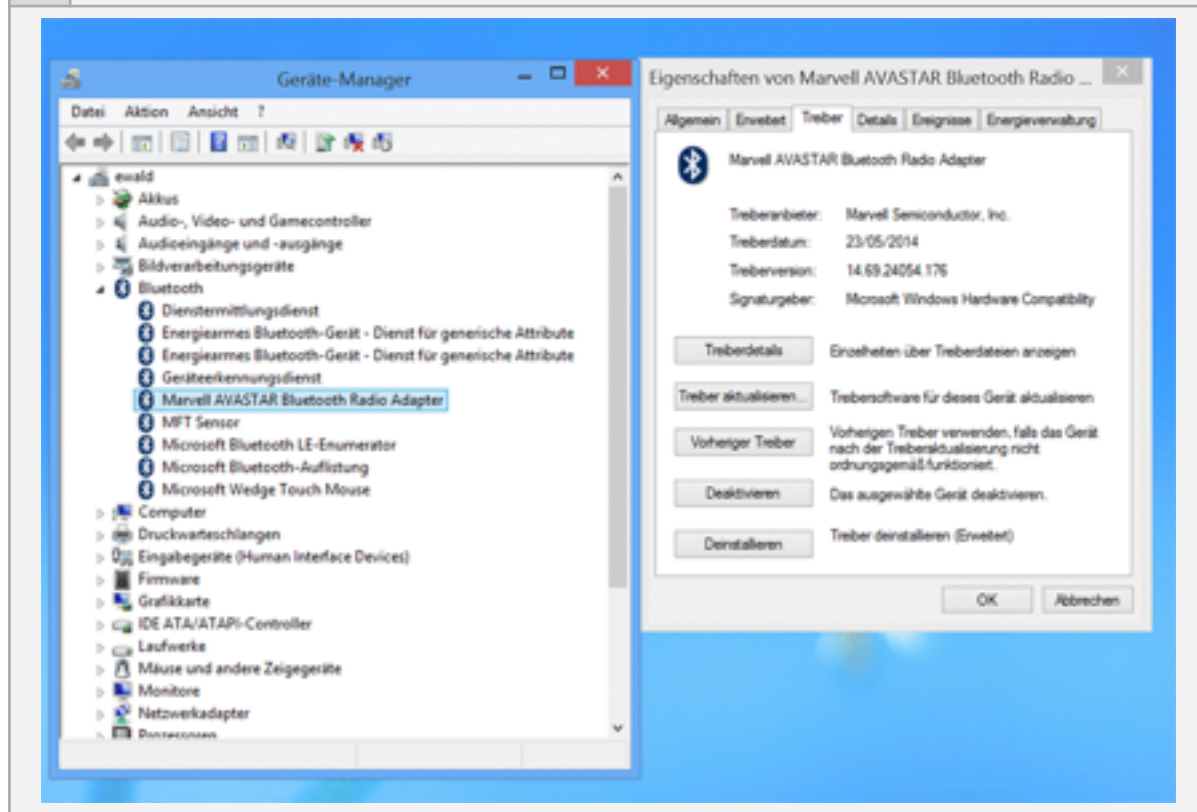 Geräte-Manager
Datei Aktion Ansicht ?
ewald
Akkus
Audio-, Video- und Gamecontroller
Audioeingänge und -ausgänge
Bildverarbeitungsgeräte
Bluetooth
Dienstermittlungsdienst
Energiearmes Bluetooth-Gerät - Dienst für generische Attribute
Energiearmes Bluetooth-Gerät - Dienst für generische Attribute
Geräteerkennungsdienst
Marvell AVASTAR Bluetooth Radio Adapter
MFT Sensor
Microsoft Bluetooth LE-Enumerator
Microsoft Bluetooth-Auflistung
Microsoft Wedge Touch Mouse
Computer
Druckwarteschlangen
Eingabegeräte (Human Interface Devices)
Firmware
Grafikkarte
IDE ATA/ATAPI-Controller
Laufwerke
Mäuse und andere Zeigegeräte
Monitore
Netzwerkadapter
Prozessoren
Eigenschaften von Marvell AVASTAR Bluetooth Radio ...
Allgemein Erweitert Treiber Details Ereignisse Energieverwaltung
Marvell AVASTAR Bluetooth Radio Adapter
Treiberanbieter: Marvell Semiconductor, Inc.
Treiberdatum: 23/05/2014
Treiberversion: 14.69.24054.176
Signaturgeber: Microsoft Windows Hardware Compatibility
Treiberdetails Einzelheiten über Treiberdateien anzeigen
Treiber aktualisieren... Treibersoftware für dieses Gerät aktualisieren
Vorheriger Treiber Vorherigen Treiber verwenden, falls das Gerät
nach der Treiberaktualisierung nicht
ordnungsgemäß funktioniert.
Deaktivieren Das ausgewählte Gerät deaktivieren.
Deinstallieren Treiber deinstallieren (Erweitert)
OK Abbrechen